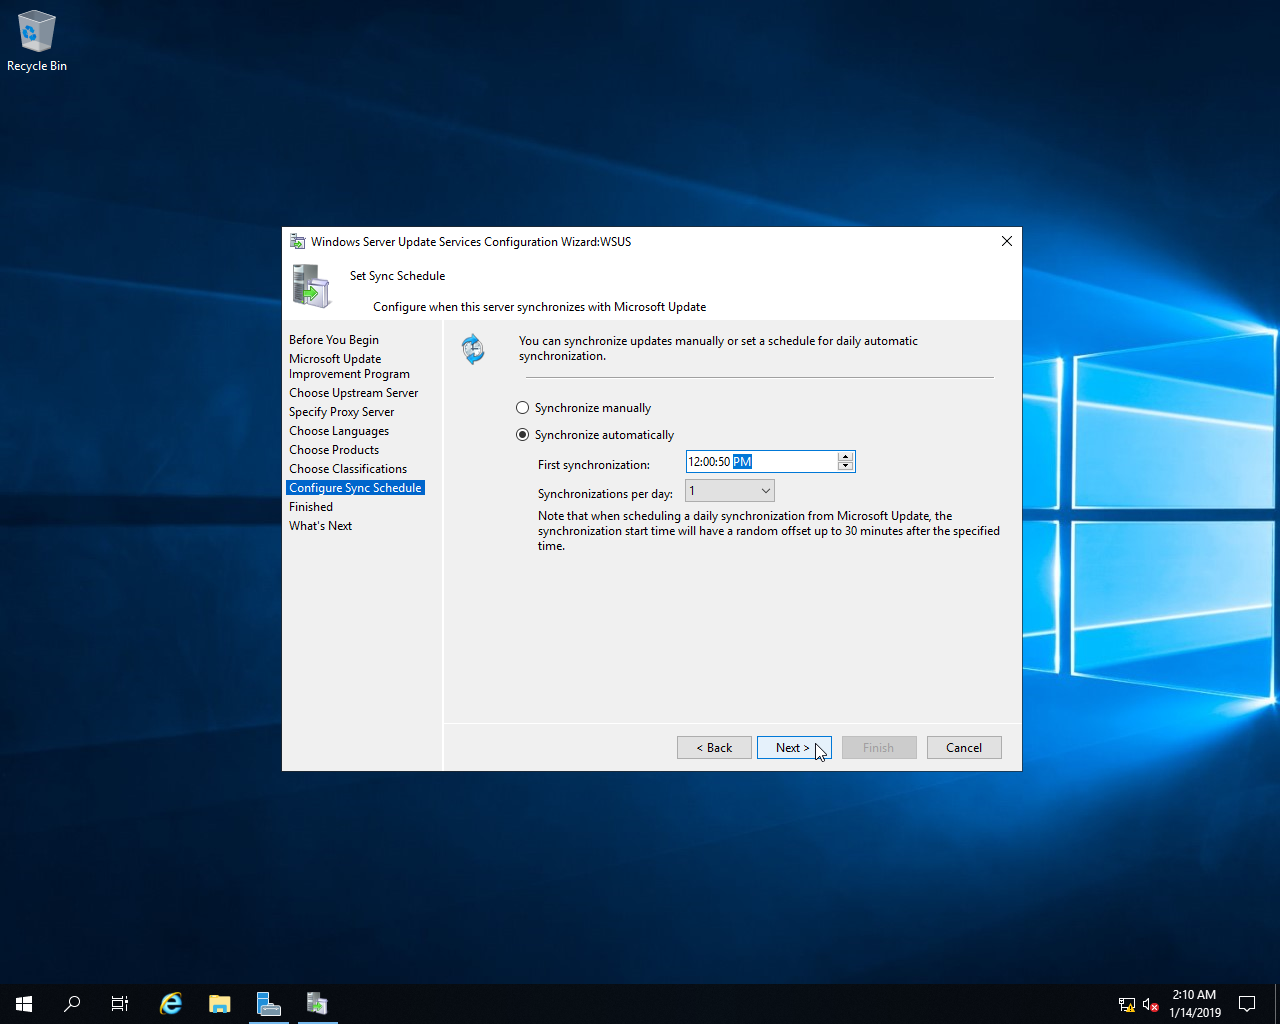 Recycle Bin
Windows Server Update Services Configuration Wizard:WSUS
Set Sync Schedule
Configure when this server synchronizes with Microsoft Update
Before You Begin
Microsoft Update
Improvement Program
Choose Upstream Server
Specify Proxy Server
Choose Languages
Choose Products
Choose Classifications
Configure Sync Schedule
Finished
What's Next
You can synchronize updates manually or set a schedule for daily automatic
synchronization.
Synchronize manually
Synchronize automatically
First synchronization: 12:00:50 PM
Synchronizations per day: 1
Note that when scheduling a daily synchronization from Microsoft Update, the
synchronization start time will have a random offset up to 30 minutes after the specified
time.
< Back Next > Finish Cancel
2:10 AM
1/14/2019